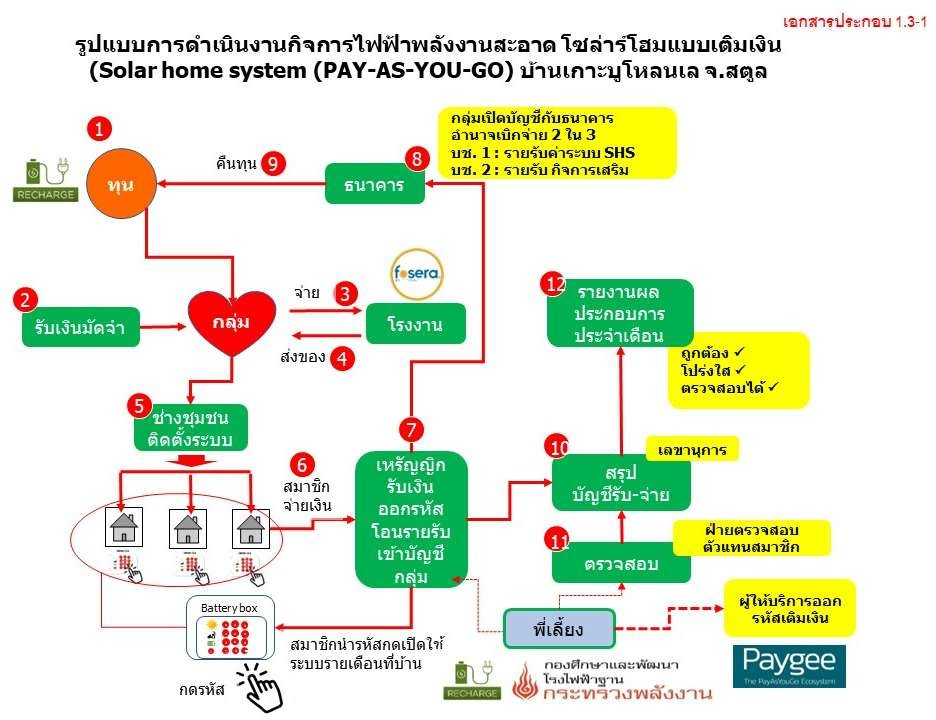 เอกสารประกอบ 1.3-1
รูปแบบการดำเนินงานกิจการไฟฟ้าพลังงานสะอาด โซล่าร์โฮมแบบเติมเงิน
(Solar home system (PAY-AS-YOU-GO) บ้านเกาะบูโหลนเล จ.สตูล
1
RECHARGE
ทุน
คืนทุน
9
8
ธนาคาร
กลุ่มเปิดบัญชีกับธนาคาร
อำนาจเบิกจ่าย 2 ใน 3
บช. 1 : รายรับค่าระบบ SHS
บช. 2 : รายรับ กิจการเสริม
2
รับเงินมัดจำ
กลุ่ม
จ่าย
3
fosera
โรงงาน
ส่งของ
4
12
รายงานผล
ประกอบการ
ประจำเดือน
ถูกต้อง ✓
โปร่งใส ✓
ตรวจสอบได้ ✓
5
ช่างชุมชน
ติดตั้งระบบ
6
สมาชิก
จ่ายเงิน
7
เหรัญญิก
รับเงิน
ออกรหัส
โอนรายรับ
เข้าบัญชี
กลุ่ม
10
เลขานุการ
สรุป
บัญชีรับ-จ่าย
11
ตรวจสอบ
ฝ่ายตรวจสอบ
ตัวแทนสมาชิก
Battery box
กดรหัส
สมาชิกนำรหัสกดเปิดใช้
ระบบรายเดือนที่บ้าน
พี่เลี้ยง
ผู้ให้บริการออก
รหัสเติมเงิน
RECHARGE
กองศึกษาและพัฒนา
โรงไฟฟ้าฐาน
กระทรวงพลังงาน
Paygee
The PayAsYouGo Ecosystem